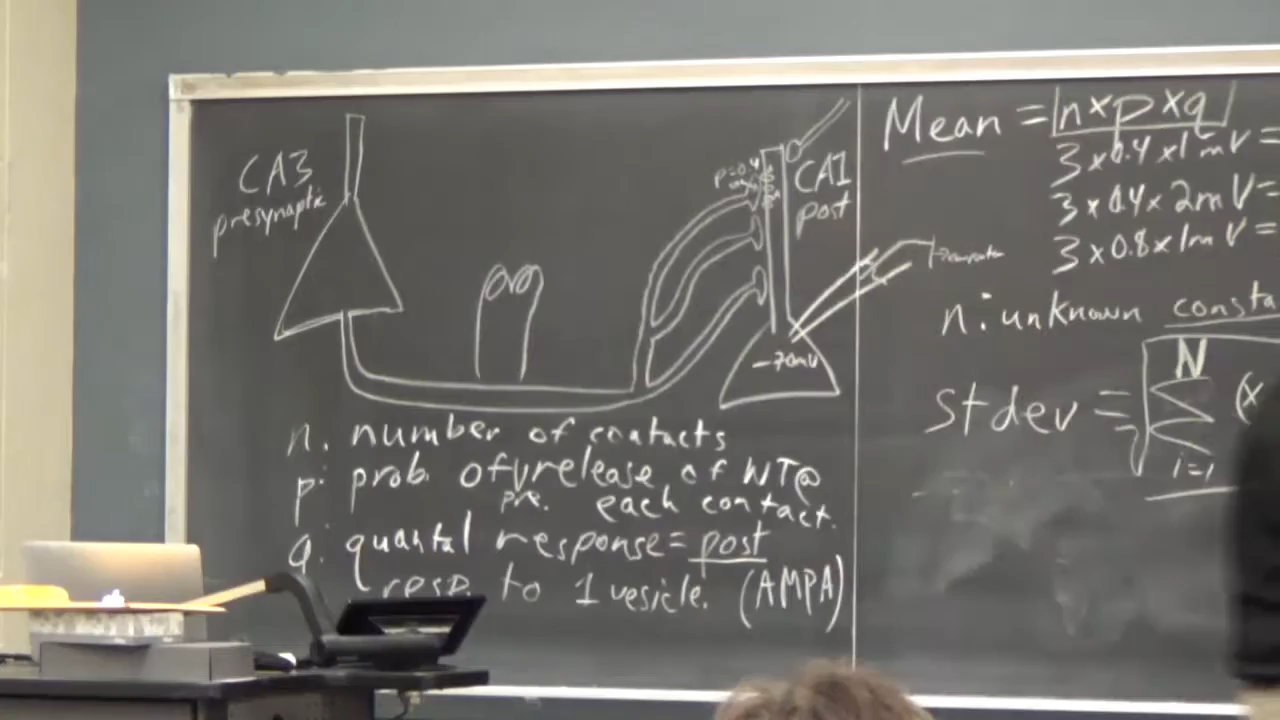 CA3
presynaptic
p=0.4
CA1
post
-70mV
n: number of contacts
p: prob. of release of NT@
pre. each contact.
q: quantal response = post
resp. to 1 vesicle. (AMPA)
Mean = n×p×q
3×0.4×1mV=
3×0.4×2mV=
3×0.8×1mV=
n: unknown consta
stdev = √ N Σ (x
i=1